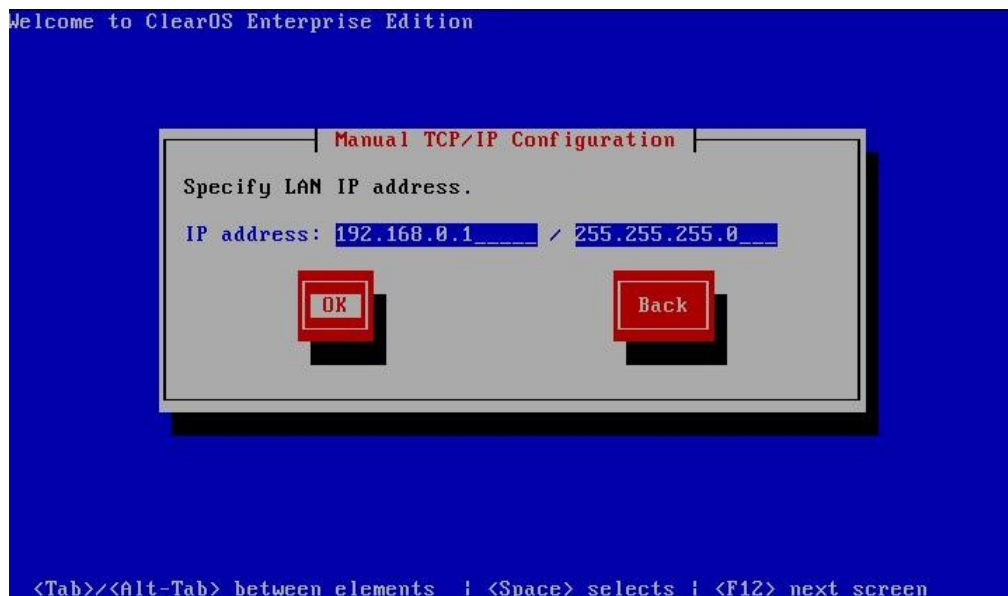 Welcome to ClearOS Enterprise Edition
Manual TCP/IP Configuration
Specify LAN IP address.
IP address: 192.168.0.1_____ / 255.255.255.0___
OK Back
<Tab>/<Alt-Tab> between elements | <Space> selects | <F12> next screen